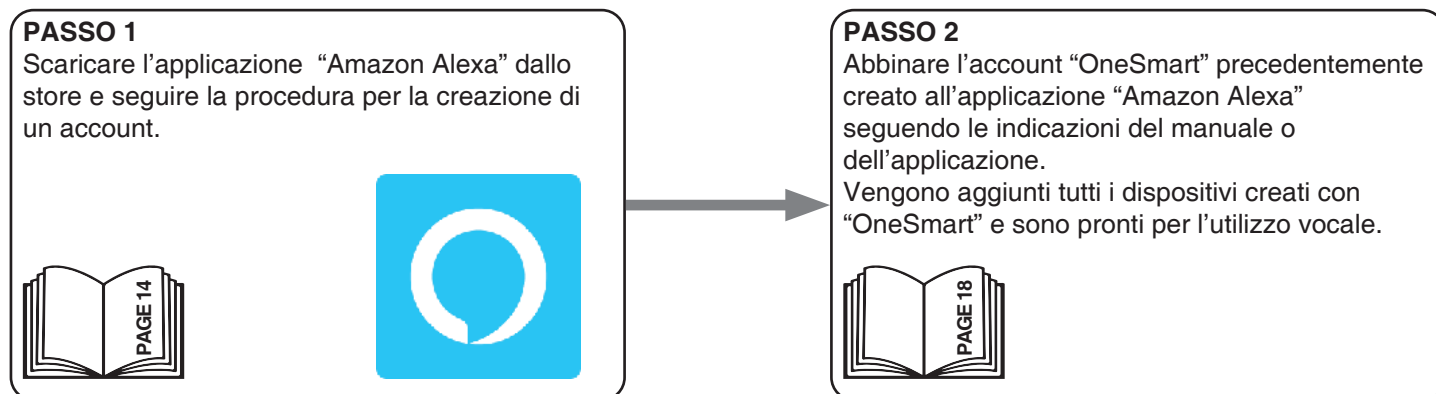 PASSO 1
Scaricare l’applicazione  “Amazon Alexa” dallo
store e seguire la procedura per la creazione di
un account.
PAGE 14
PASSO 2
Abbinare l’account “OneSmart” precedentemente
creato all’applicazione “Amazon Alexa”
seguendo le indicazioni del manuale o
dell’applicazione.
Vengono aggiunti tutti i dispositivi creati con
“OneSmart” e sono pronti per l’utilizzo vocale.
PAGE 18